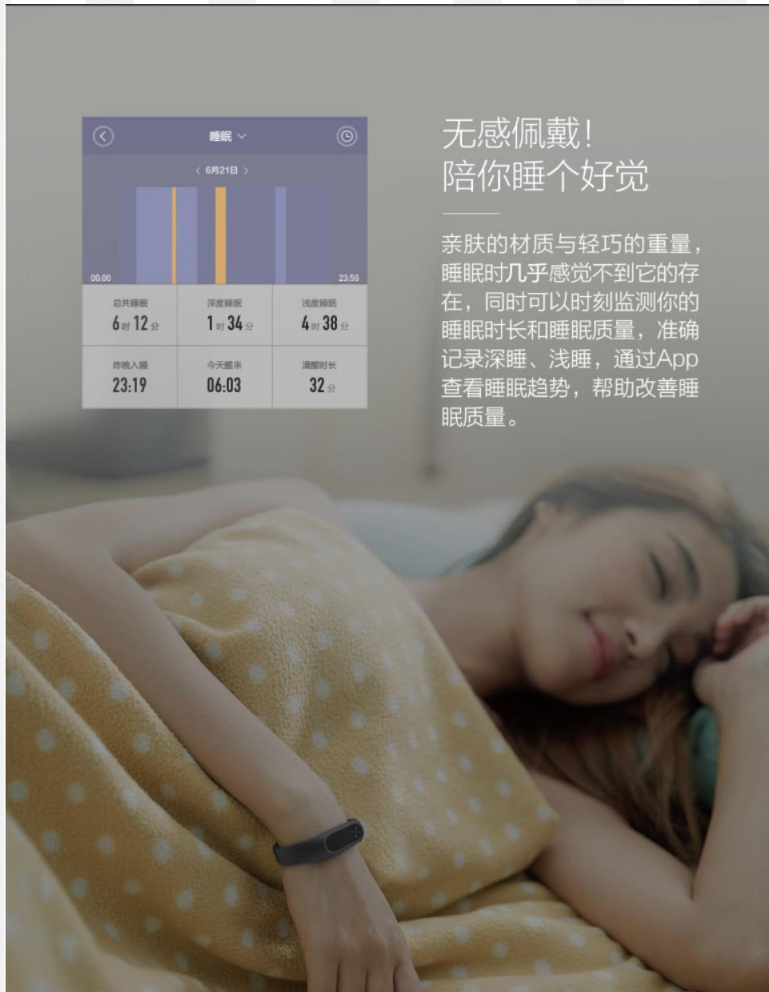 睡眠
6月21日
00:00
23:59
总共睡眠 深度睡眠 浅度睡眠
6时12分 1时34分 4时38分
昨晚入睡 今天醒来 清醒时长
23:19 06:03 32分
无感佩戴！
陪你睡个好觉
亲肤的材质与轻巧的重量，
睡眠时几乎感觉不到它的存
在，同时可以时刻监测你的
睡眠时长和睡眠质量，准确
记录深睡、浅睡，通过App
查看睡眠趋势，帮助改善睡
眠质量。